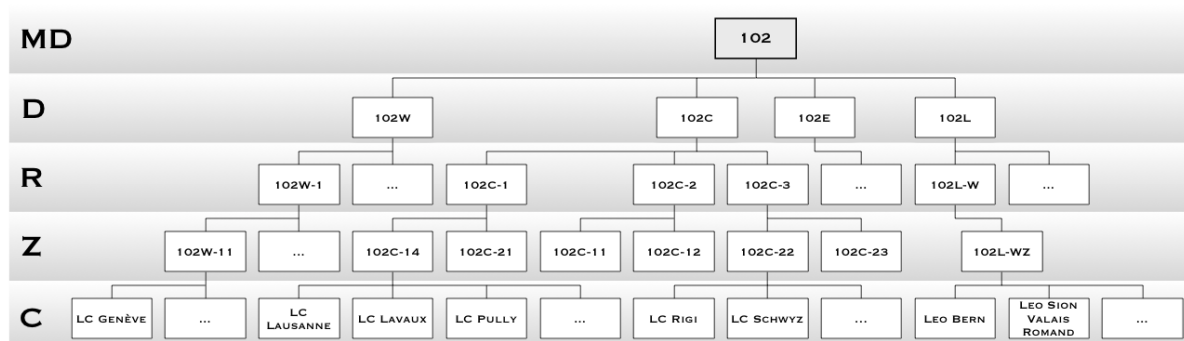 MD
102
D
102W
102C
102E
102L
R
102W-1
...
102C-1
102C-2
102C-3
...
102L-W
...
Z
102W-11
...
102C-14
102C-21
102C-11
102C-12
102C-22
102C-23
102L-WZ
C
LC Genève
...
LC
Lausanne
LC Lavaux
LC Pully
...
LC Rigi
LC Schwyz
...
Leo Bern
Leo Sion
Valais
Romand
...